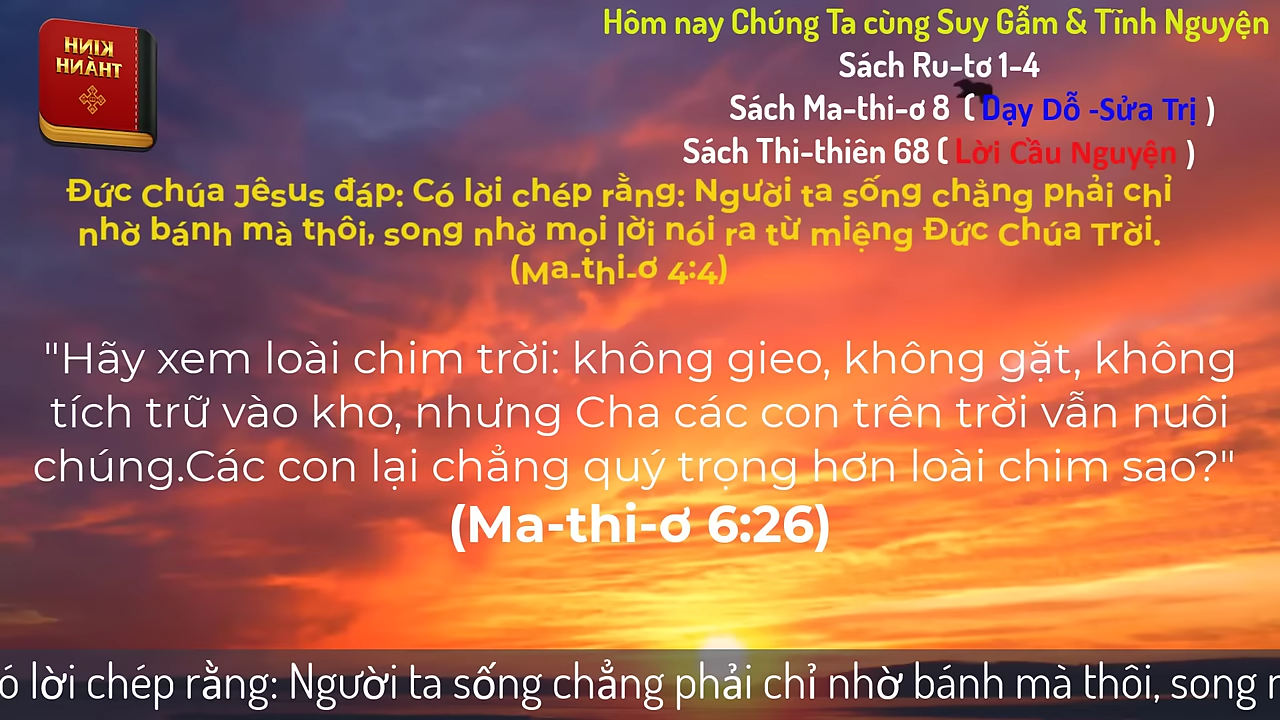 KINH
THÀNH
Hôm nay Chúng Ta cùng Suy Gẫm & Tĩnh Nguyện
Sách Ru-tơ 1-4
Sách Ma-thi-ơ 8 ( Dạy Dỗ -Sửa Trị )
Sách Thi-thiên 68 ( Lời Cầu Nguyện )
Đức Chúa Jêsus đáp: Có lời chép rằng: Người ta sống chẳng phải chỉ
nhờ bánh mà thôi, song nhờ mọi lời nói ra từ miệng Đức Chúa Trời.
(Ma-thi-ơ 4:4)
"Hãy xem loài chim trời: không gieo, không gặt, không
tích trữ vào kho, nhưng Cha các con trên trời vẫn nuôi
chúng.Các con lại chẳng quý trọng hơn loài chim sao?"
(Ma-thi-ơ 6:26)
ó lời chép rằng: Người ta sống chẳng phải chỉ nhờ bánh mà thôi, song